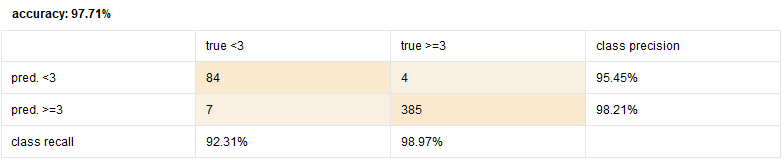 accuracy: 97.71%
true <3 true >=3 class precision
pred. <3 84 4 95.45%
pred. >=3 7 385 98.21%
class recall 92.31% 98.97%